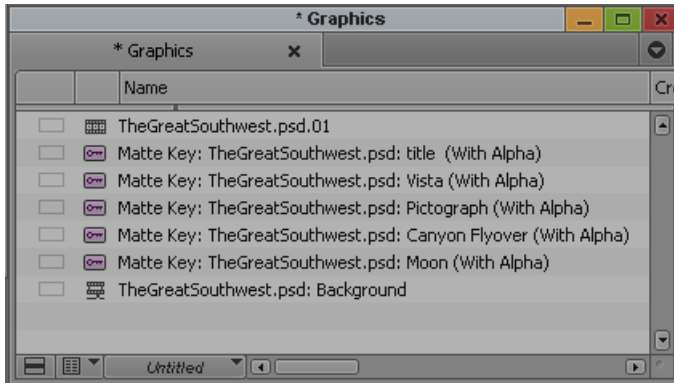 * Graphics
* Graphics
Name Cr
TheGreatSouthwest.psd.01
Matte Key: TheGreatSouthwest.psd: title (With Alpha)
Matte Key: TheGreatSouthwest.psd: Vista (With Alpha)
Matte Key: TheGreatSouthwest.psd: Pictograph (With Alpha)
Matte Key: TheGreatSouthwest.psd: Canyon Flyover (With Alpha)
Matte Key: TheGreatSouthwest.psd: Moon (With Alpha)
TheGreatSouthwest.psd: Background
Untitled